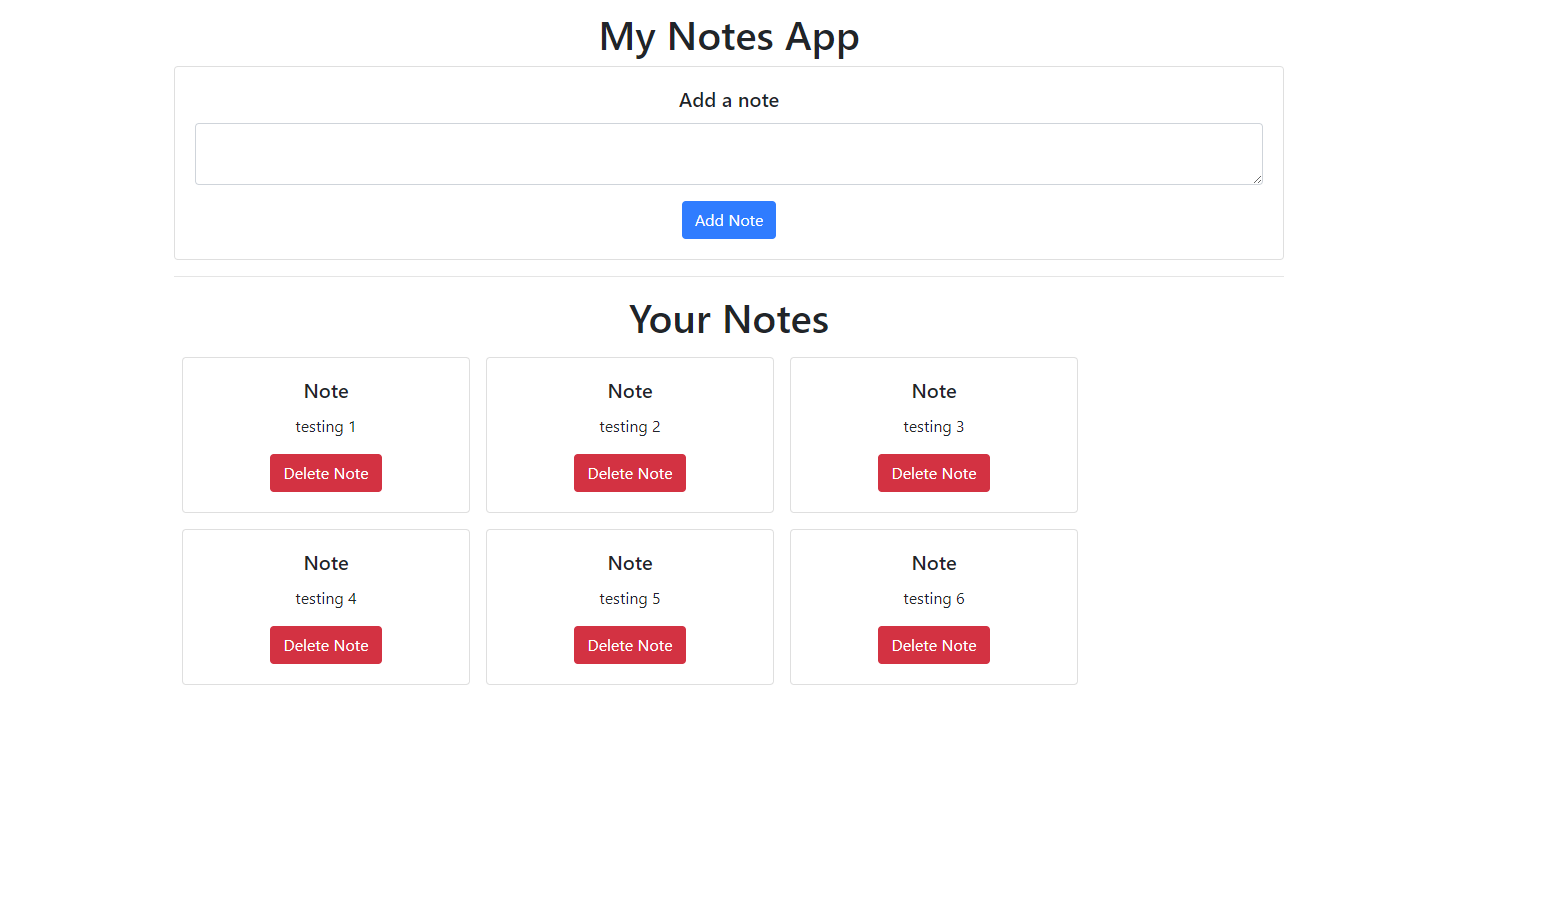 My Notes App
Add a note
Add Note
Your Notes
Note
testing 1
Delete Note
Note
testing 2
Delete Note
Note
testing 3
Delete Note
Note
testing 4
Delete Note
Note
testing 5
Delete Note
Note
testing 6
Delete Note